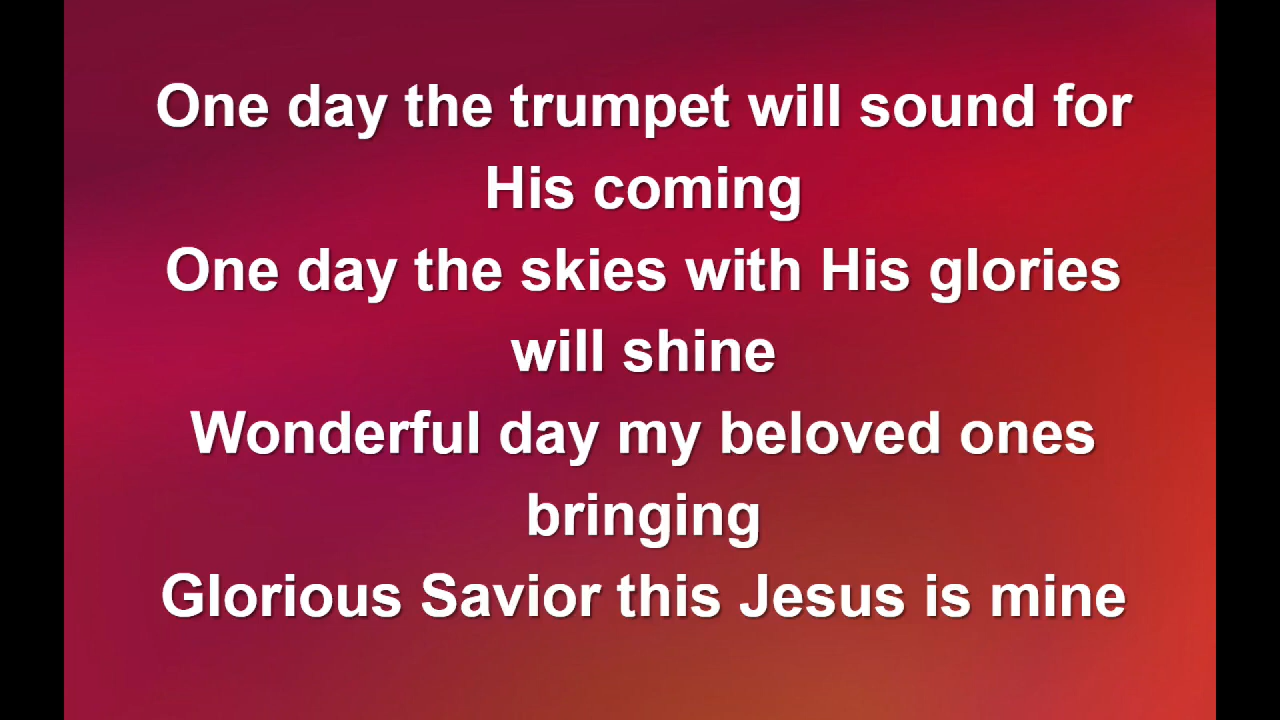 One day the trumpet will sound for
His coming
One day the skies with His glories
will shine
Wonderful day my beloved ones
bringing
Glorious Savior this Jesus is mine